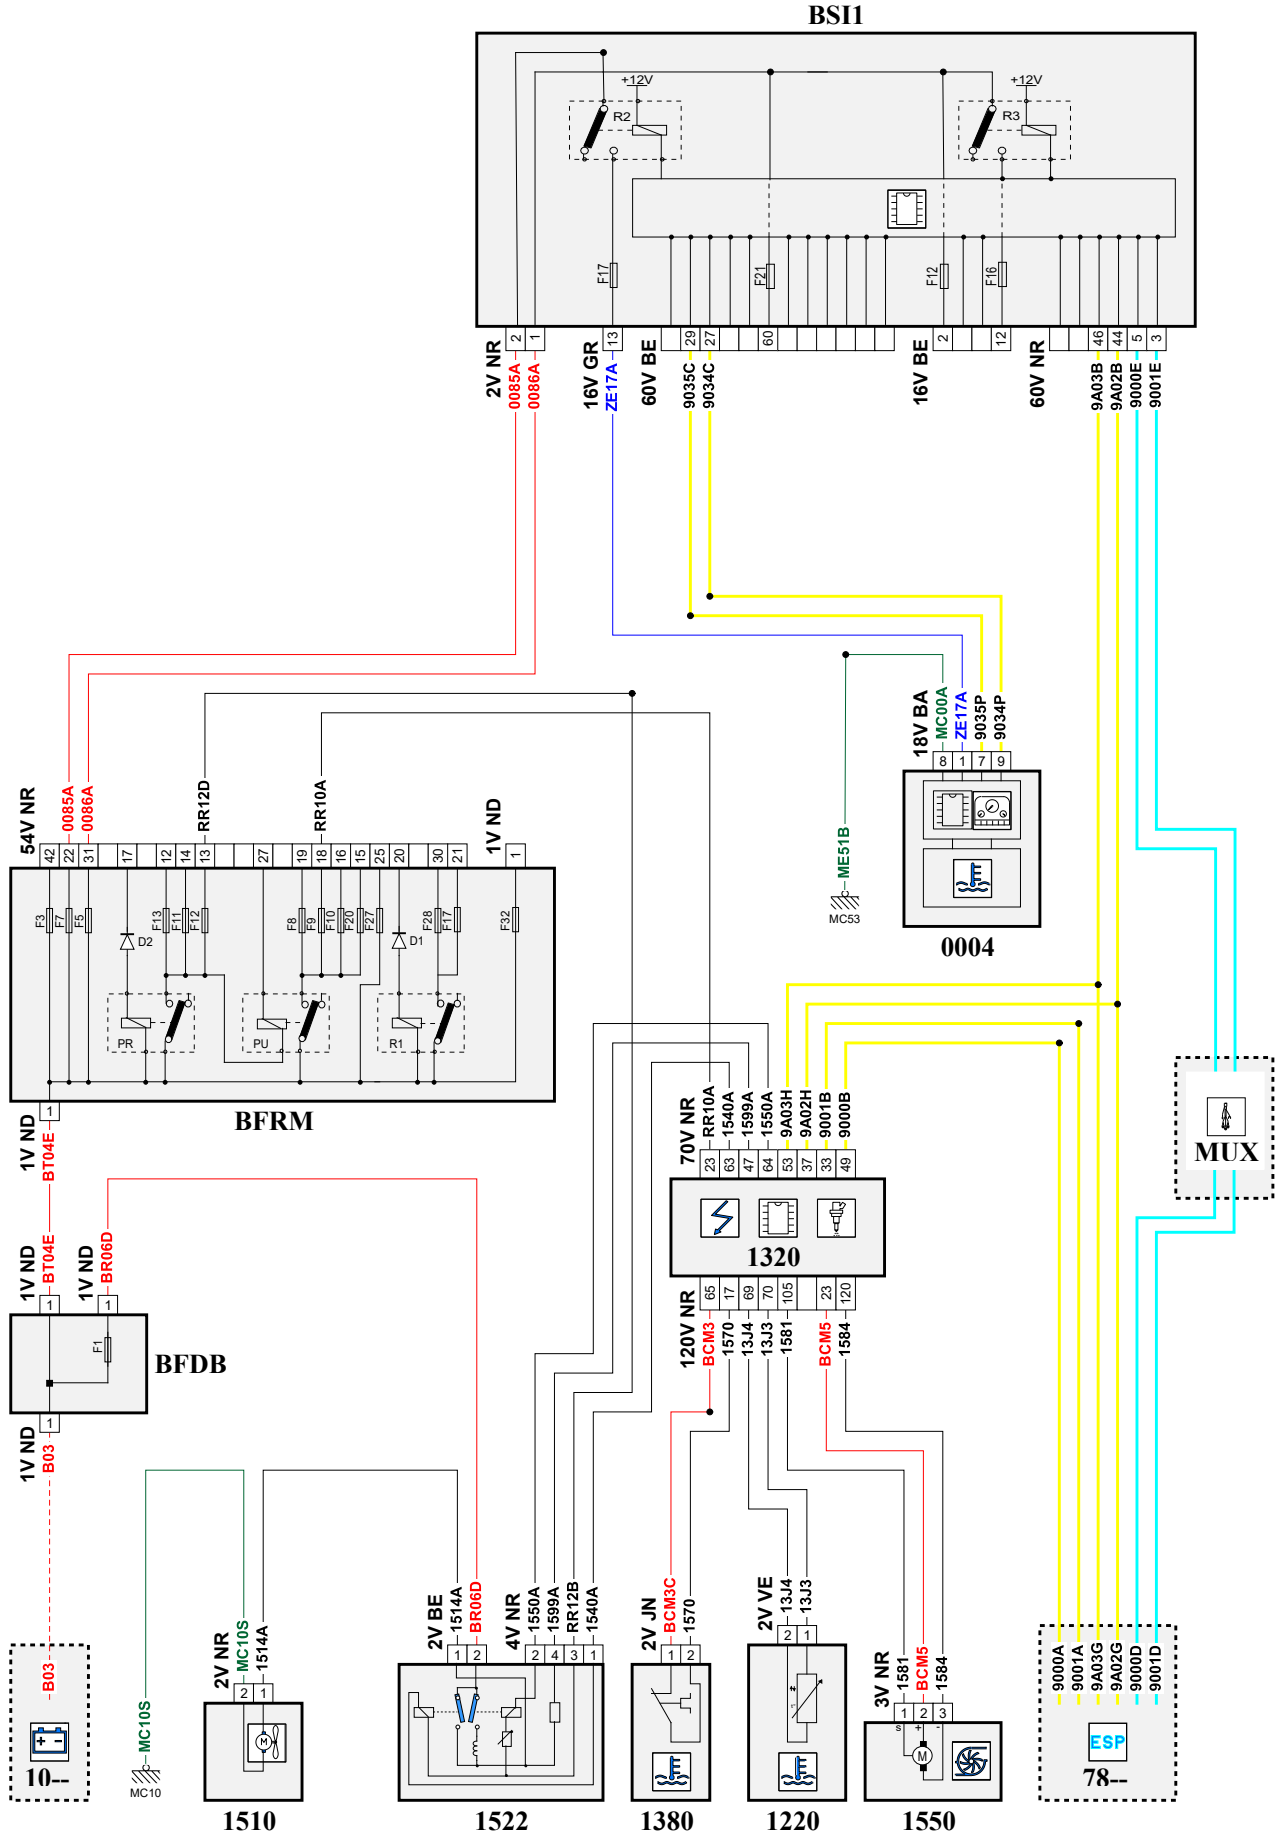 BSI1
+12V
+12V
R2
R3
F17
F21
F12
F16
2
1
13
29
27
60
2
12
46
44
5
3
2V NR
0085A
0086A
16V GR
ZE17A
60V BE
9035C
9034C
16V BE
60V NR
9A03B
9A02B
9000E
9001E
18V BA
MC00A
ZE17A
9035P
9034P
8
1
7
9
0004
ME51B
MC53
54V NR
0085A
0086A
RR12D
RR10A
1V ND
42
22
31
17
12
14
13
27
19
18
16
15
25
20
30
21
1
F3
F7
F5
D2
F13
F11
F12
F8
F9
F10
F20
F27
D1
F28
F17
F32
PR
PU
R1
BFRM
1
1V ND
BT04E
1V ND
BT04E
1V ND
BR06D
1
1
F1
BFDB
1
1V ND
B03
70V NR
RR10A
1540A
1599A
1550A
9A03H
9A02H
9001B
9000B
23
63
47
64
53
37
33
49
1320
65
17
69
70
105
23
120
120V NR
BCM3
1570
13J4
13J3
1581
BCM5
1584
MUX
B03
+ -
10--
MC10S
MC10
2V NR
MC10S
1514A
2
1
M
1510
2V BE
1514A
BR06D
4V NR
1550A
1599A
RR12B
1540A
1
2
2
4
3
1
1522
2V JN
BCM3C
1570
1
2
1380
2V VE
13J4
13J3
2
1
1220
3V NR
1581
BCM5
1584
1
2
3
s
+
-
M
1550
9000A
9001A
9A03G
9A02G
9000D
9001D
ESP
78--